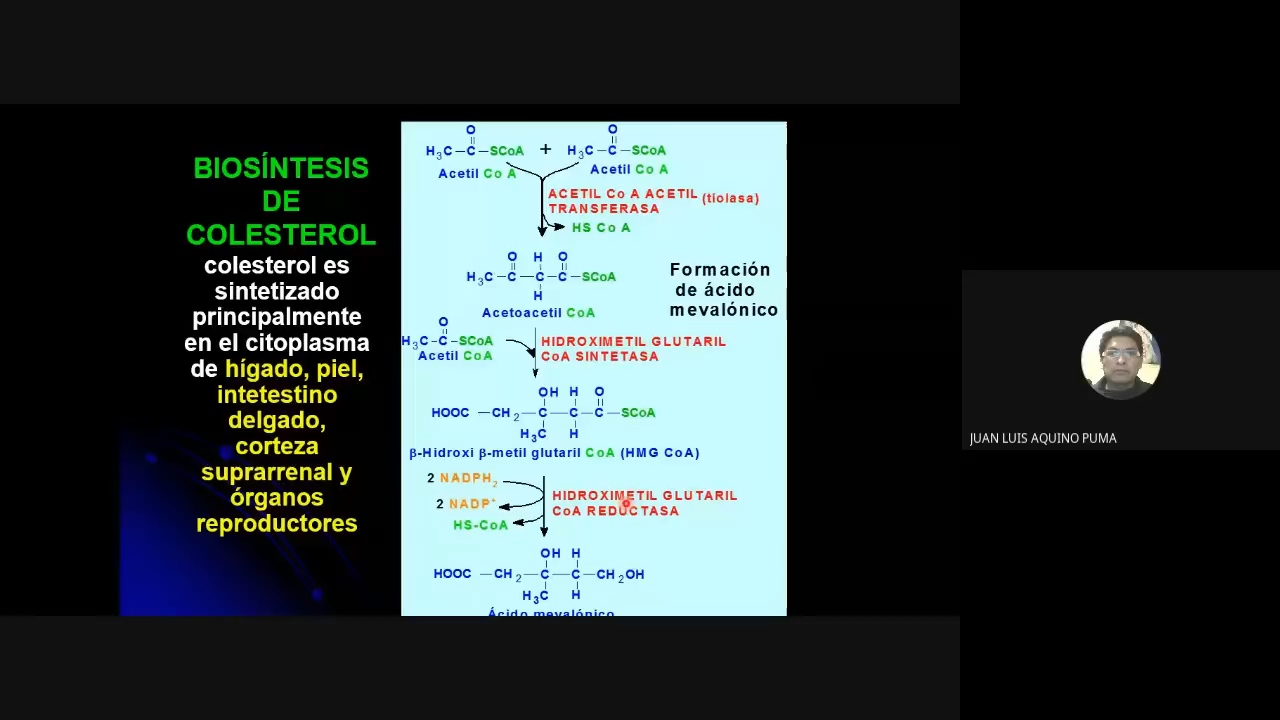 BIOSÍNTESIS
DE
COLESTEROL
colesterol es
sintetizado
principalmente
en el citoplasma
de hígado, piel,
intetestino
delgado,
corteza
suprarrenal y
órganos
reproductores
O O
H3C – C – SCoA + H3C – C – SCoA
Acetil Co A Acetil Co A
ACETIL Co A ACETIL (tiolasa)
TRANSFERASA
HS Co A
O H O
H3C – C – C – C – SCoA
H
Acetoacetil CoA
Formación
de ácido
mevalónico
O
H3C – C – SCoA
Acetil CoA
HIDROXIMETIL GLUTARIL
CoA SINTETASA
OH H O
HOOC – CH2 – C – C – C – SCoA
H3C H
β-Hidroxi β-metil glutaril CoA (HMG CoA)
2 NADPH2
2 NADP+
HS-CoA
HIDROXIMETIL GLUTARIL
CoA REDUCTASA
OH H
HOOC – CH2 – C – C – CH2OH
H3C H
Ácido mevalónico
JUAN LUIS AQUINO PUMA